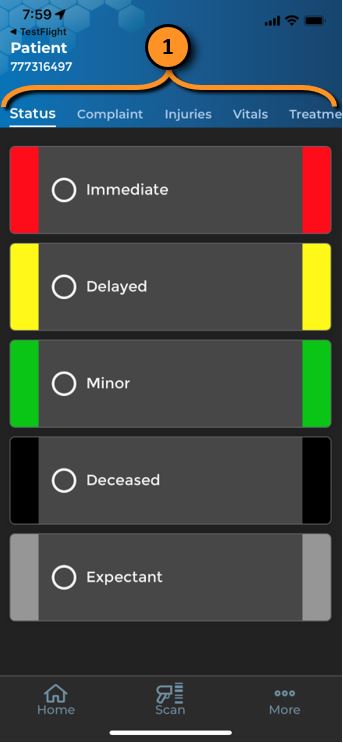 7:59
1
◀ TestFlight
Patient
777316497
Status Complaint Injuries Vitals Treatme
Immediate
Delayed
Minor
Deceased
Expectant
Home Scan More